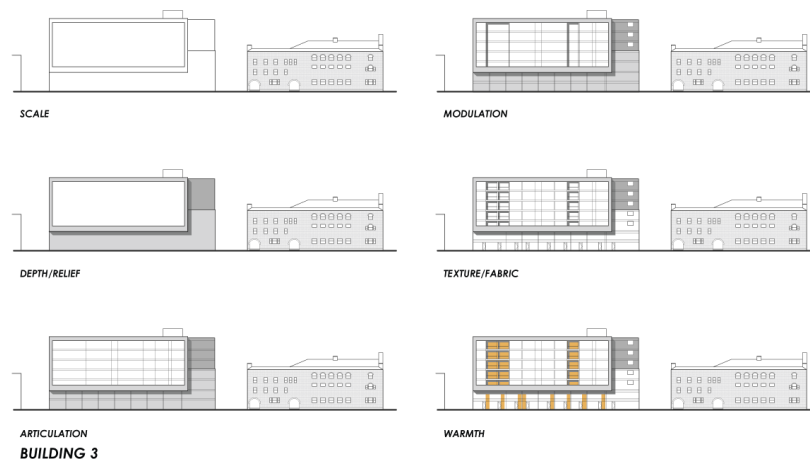 SCALE
MODULATION
DEPTH/RELIEF
TEXTURE/FABRIC
ARTICULATION
WARMTH
BUILDING 3